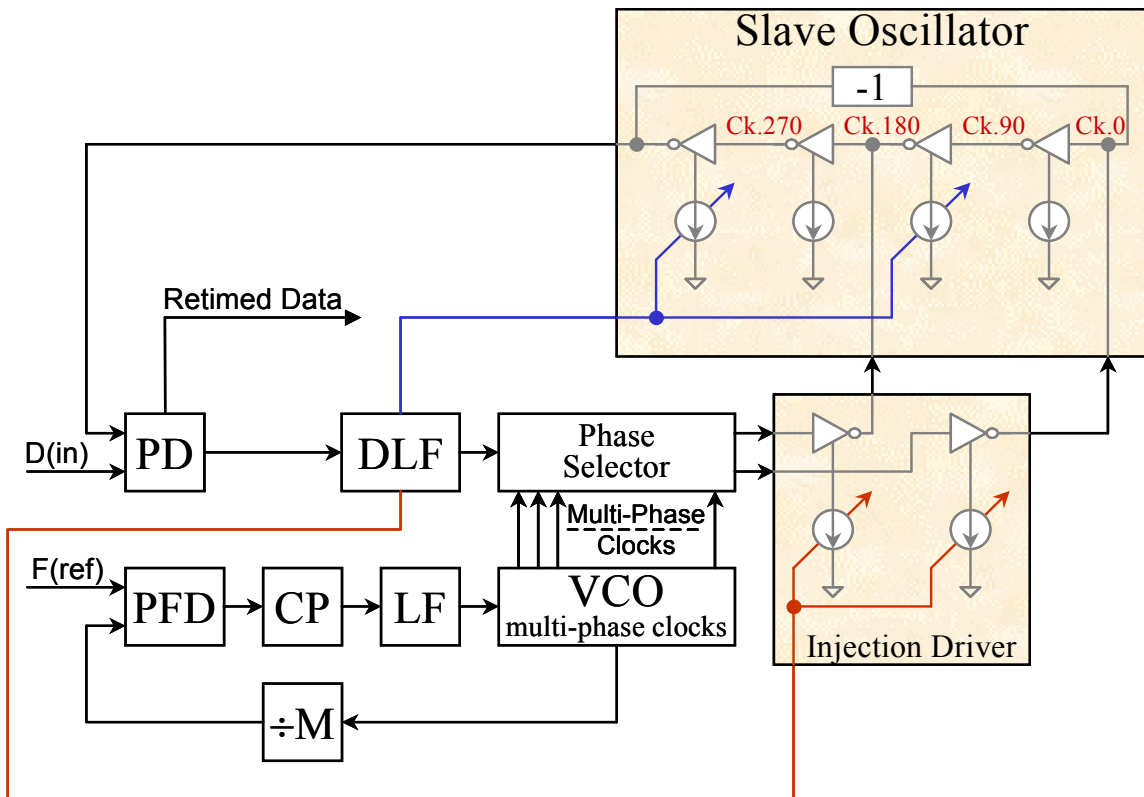 Slave Oscillator
-1
Ck.270
Ck.180
Ck.90
Ck.0
Retimed Data
D(in)
PD
DLF
Phase
Selector
Multi-Phase
Clocks
F(ref)
PFD
CP
LF
VCO
multi-phase clocks
Injection Driver
÷M